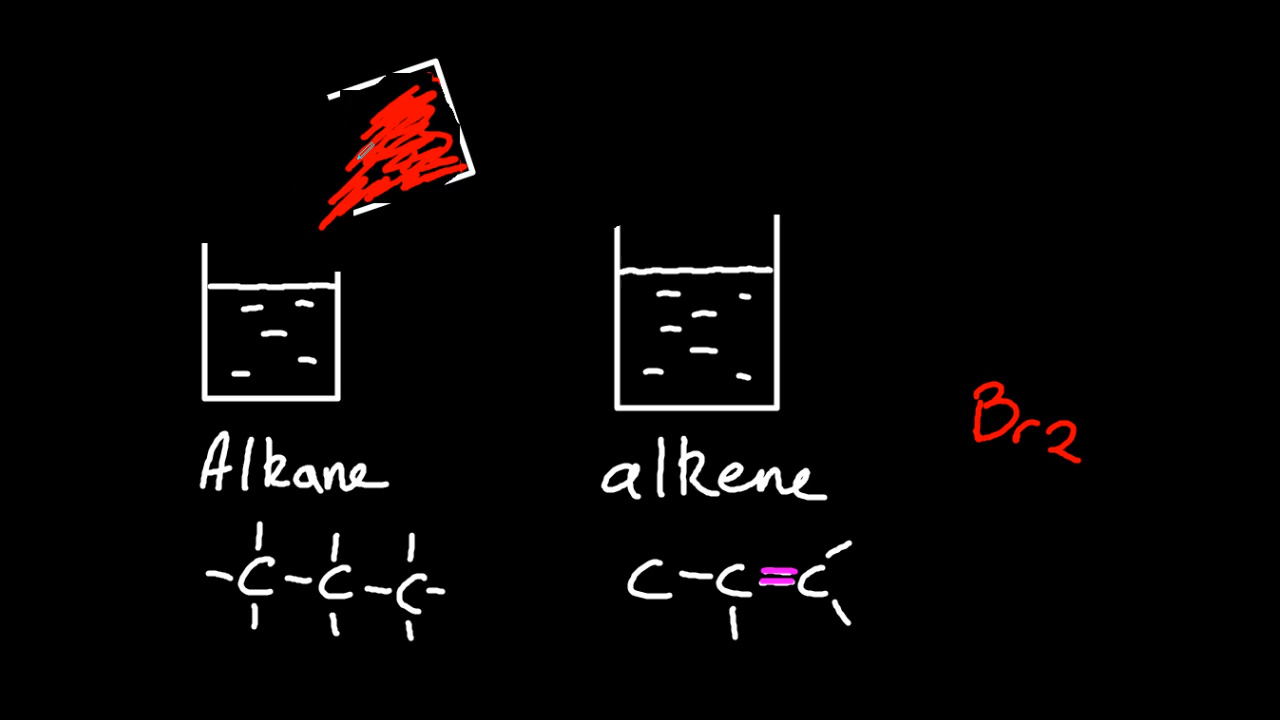 Alkane
alkene
Br2
C C C
C C = C